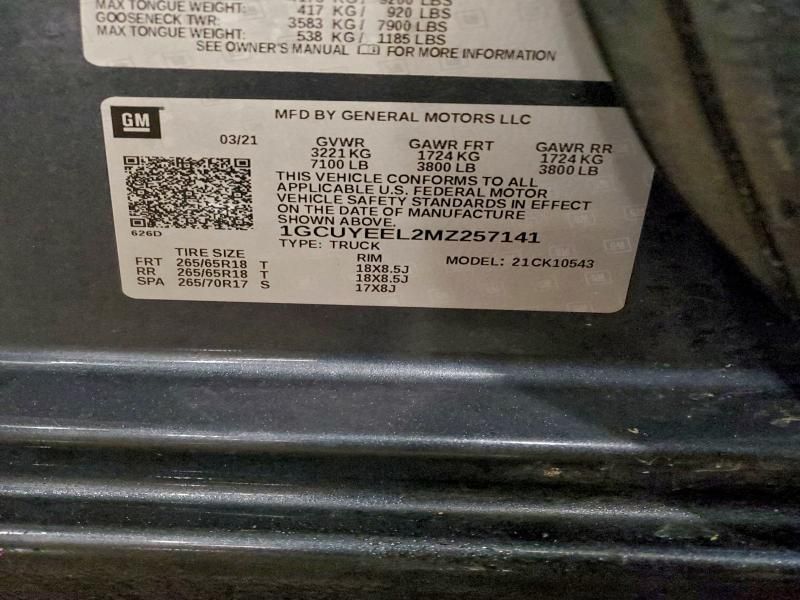 MAX TONGUE WEIGHT: 417 KG / 920 LBS
GOOSENECK TWR: 3583 KG / 7900 LBS
MAX TONGUE WEIGHT: 538 KG / 1185 LBS
SEE OWNER'S MANUAL FOR MORE INFORMATION
GM
MFD BY GENERAL MOTORS LLC
03/21 GVWR GAWR FRT GAWR RR
3221 KG 1724 KG 1724 KG
7100 LB 3800 LB 3800 LB
THIS VEHICLE CONFORMS TO ALL
APPLICABLE U.S. FEDERAL MOTOR
VEHICLE SAFETY STANDARDS IN EFFECT
ON THE DATE OF MANUFACTURE
SHOWN ABOVE.
626D
1GCUYEEL2MZ257141
TYPE: TRUCK
TIRE SIZE RIM MODEL: 21CK10543
FRT 265/65R18 T 18X8.5J
RR 265/65R18 T 18X8.5J
SPA 265/70R17 S 17X8J